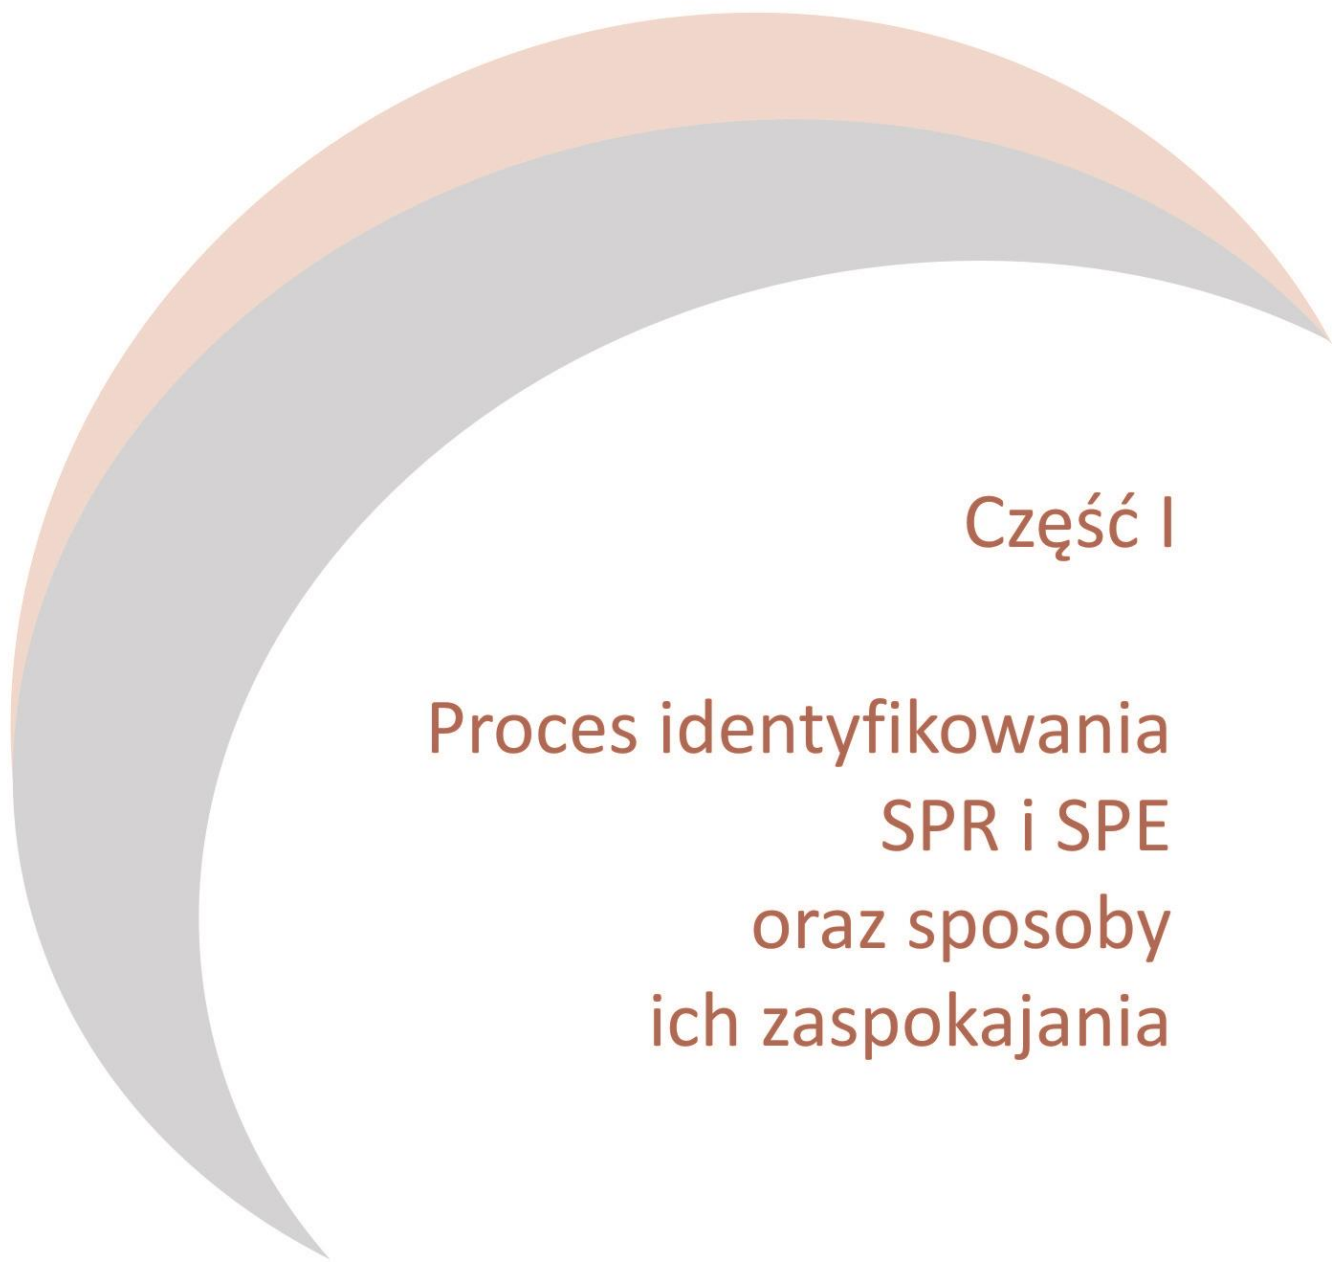 Część I
Proces identyfikowania
SPR i SPE
oraz sposoby
ich zaspokajania